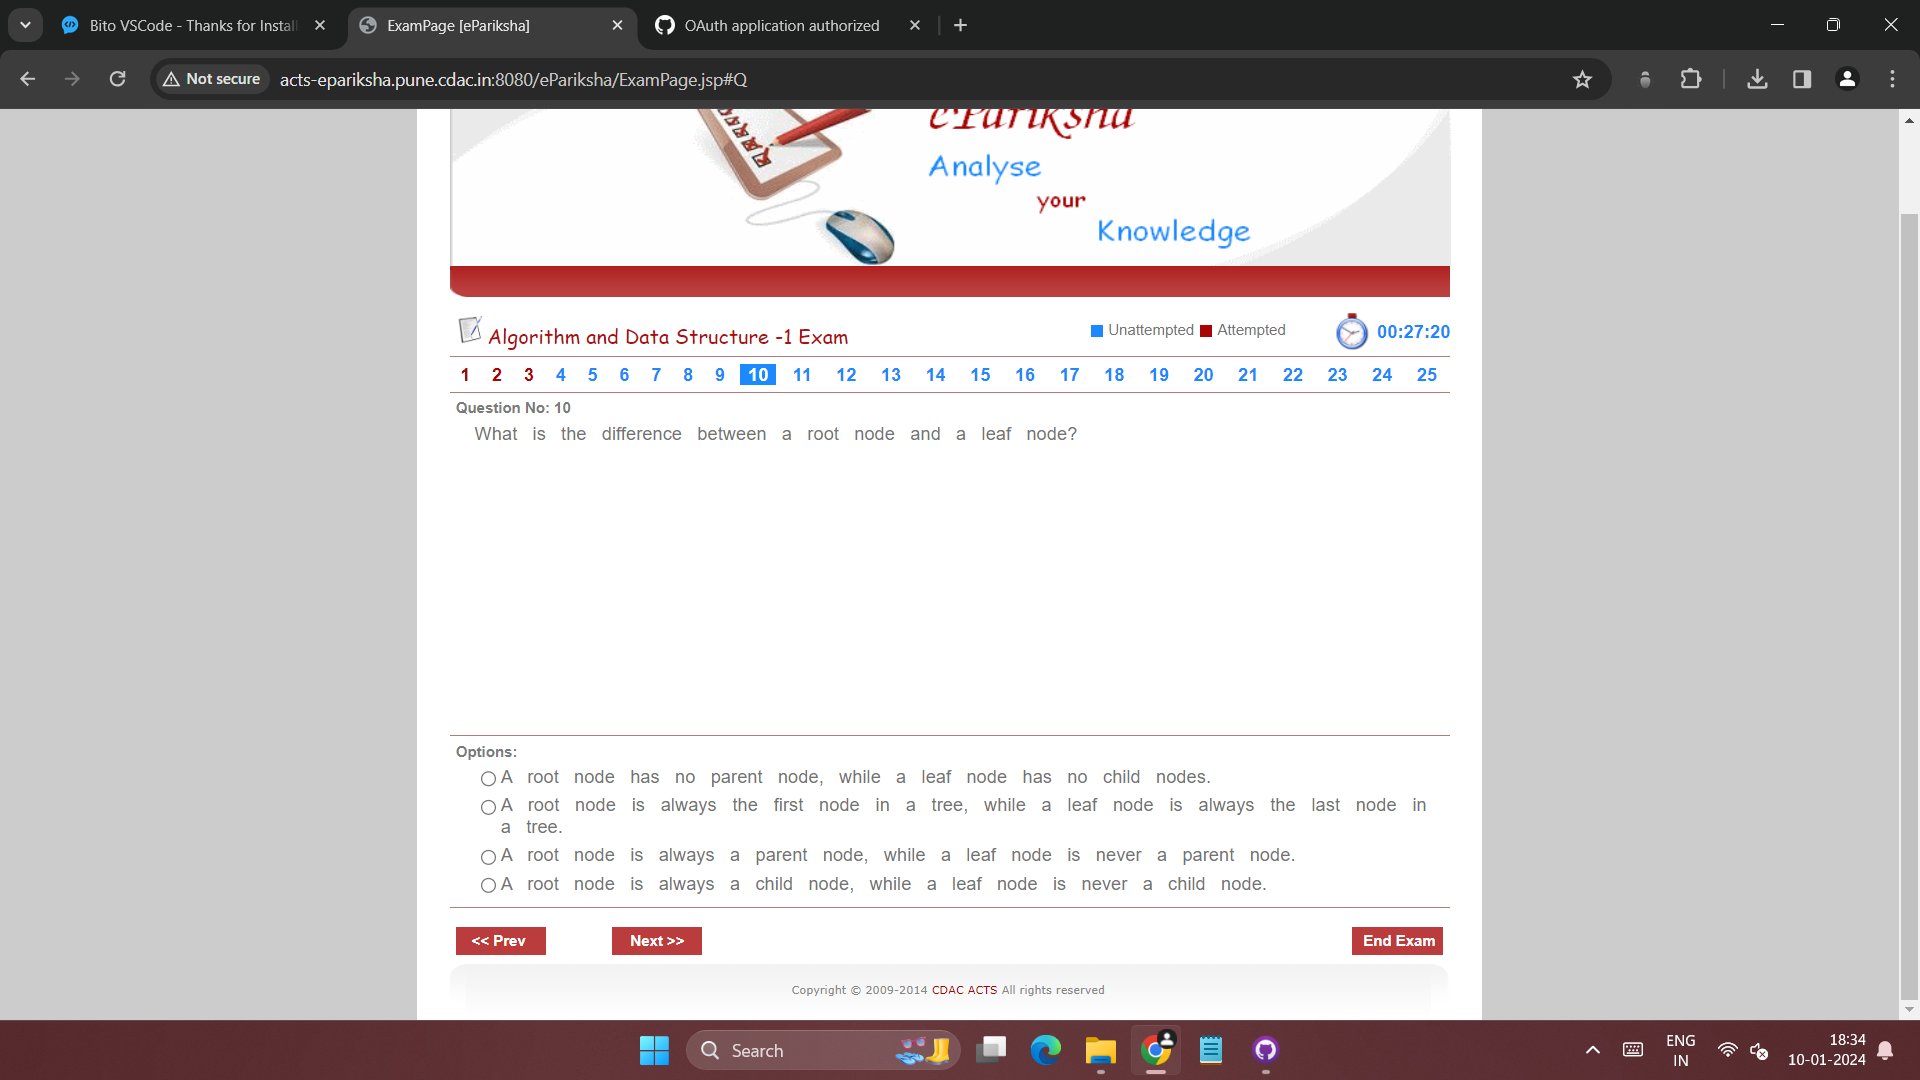 Bito VSCode - Thanks for Install
ExamPage [ePariksha]
OAuth application authorized
Not secure
acts-epariksha.pune.cdac.in:8080/ePariksha/ExamPage.jsp#Q
ePariksha
Analyse
your
Knowledge
Algorithm and Data Structure -1 Exam
Unattempted Attempted
00:27:20
1 2 3 4 5 6 7 8 9 10 11 12 13 14 15 16 17 18 19 20 21 22 23 24 25
Question No: 10
What is the difference between a root node and a leaf node?
Options:
A root node has no parent node, while a leaf node has no child nodes.
A root node is always the first node in a tree, while a leaf node is always the last node in
a tree.
A root node is always a parent node, while a leaf node is never a parent node.
A root node is always a child node, while a leaf node is never a child node.
<< Prev
Next >>
End Exam
Copyright © 2009-2014 CDAC ACTS All rights reserved
Search
ENG
IN
18:34
10-01-2024